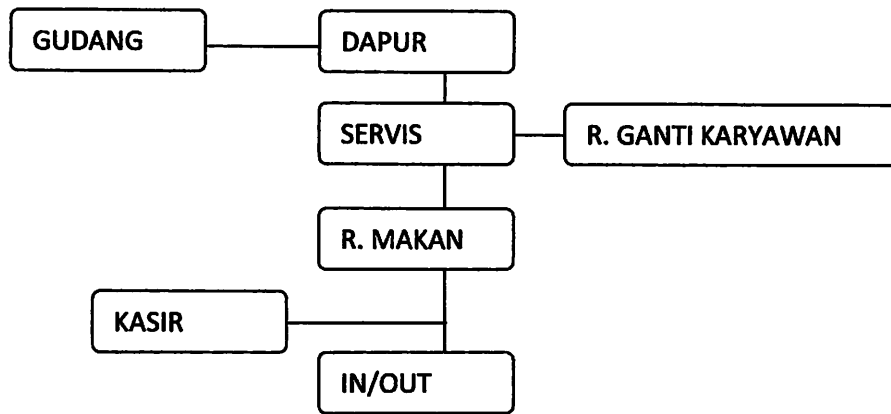 GUDANG
DAPUR
SERVIS
R. GANTI KARYAWAN
R. MAKAN
KASIR
IN/OUT